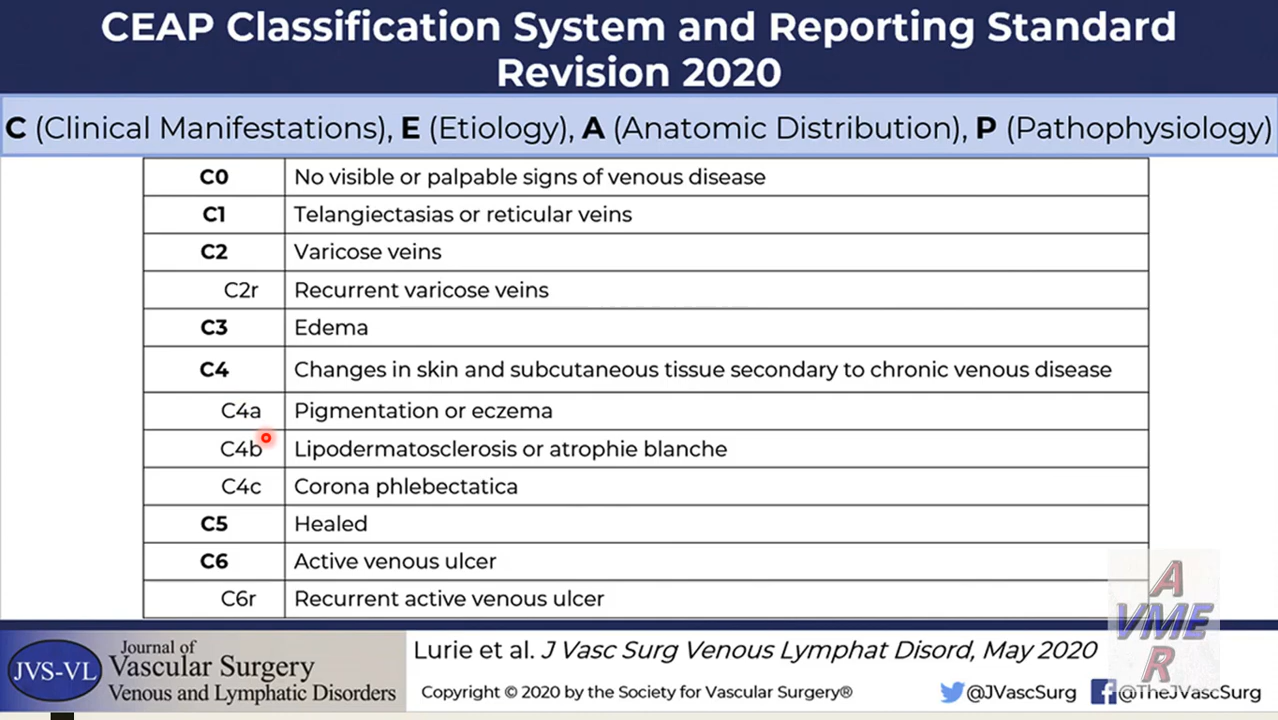 CEAP Classification System and Reporting Standard
Revision 2020
C (Clinical Manifestations), E (Etiology), A (Anatomic Distribution), P (Pathophysiology)
C0 No visible or palpable signs of venous disease
C1 Telangiectasias or reticular veins
C2 Varicose veins
C2r Recurrent varicose veins
C3 Edema
C4 Changes in skin and subcutaneous tissue secondary to chronic venous disease
C4a Pigmentation or eczema
C4b Lipodermatosclerosis or atrophie blanche
C4c Corona phlebectatica
C5 Healed
C6 Active venous ulcer
C6r Recurrent active venous ulcer
A
VMER
R
JVS-VL
Journal of
Vascular Surgery
Venous and Lymphatic Disorders
Lurie et al. J Vasc Surg Venous Lymphat Disord, May 2020
Copyright © 2020 by the Society for Vascular Surgery®
@JVascSurg
@TheJVascSurg